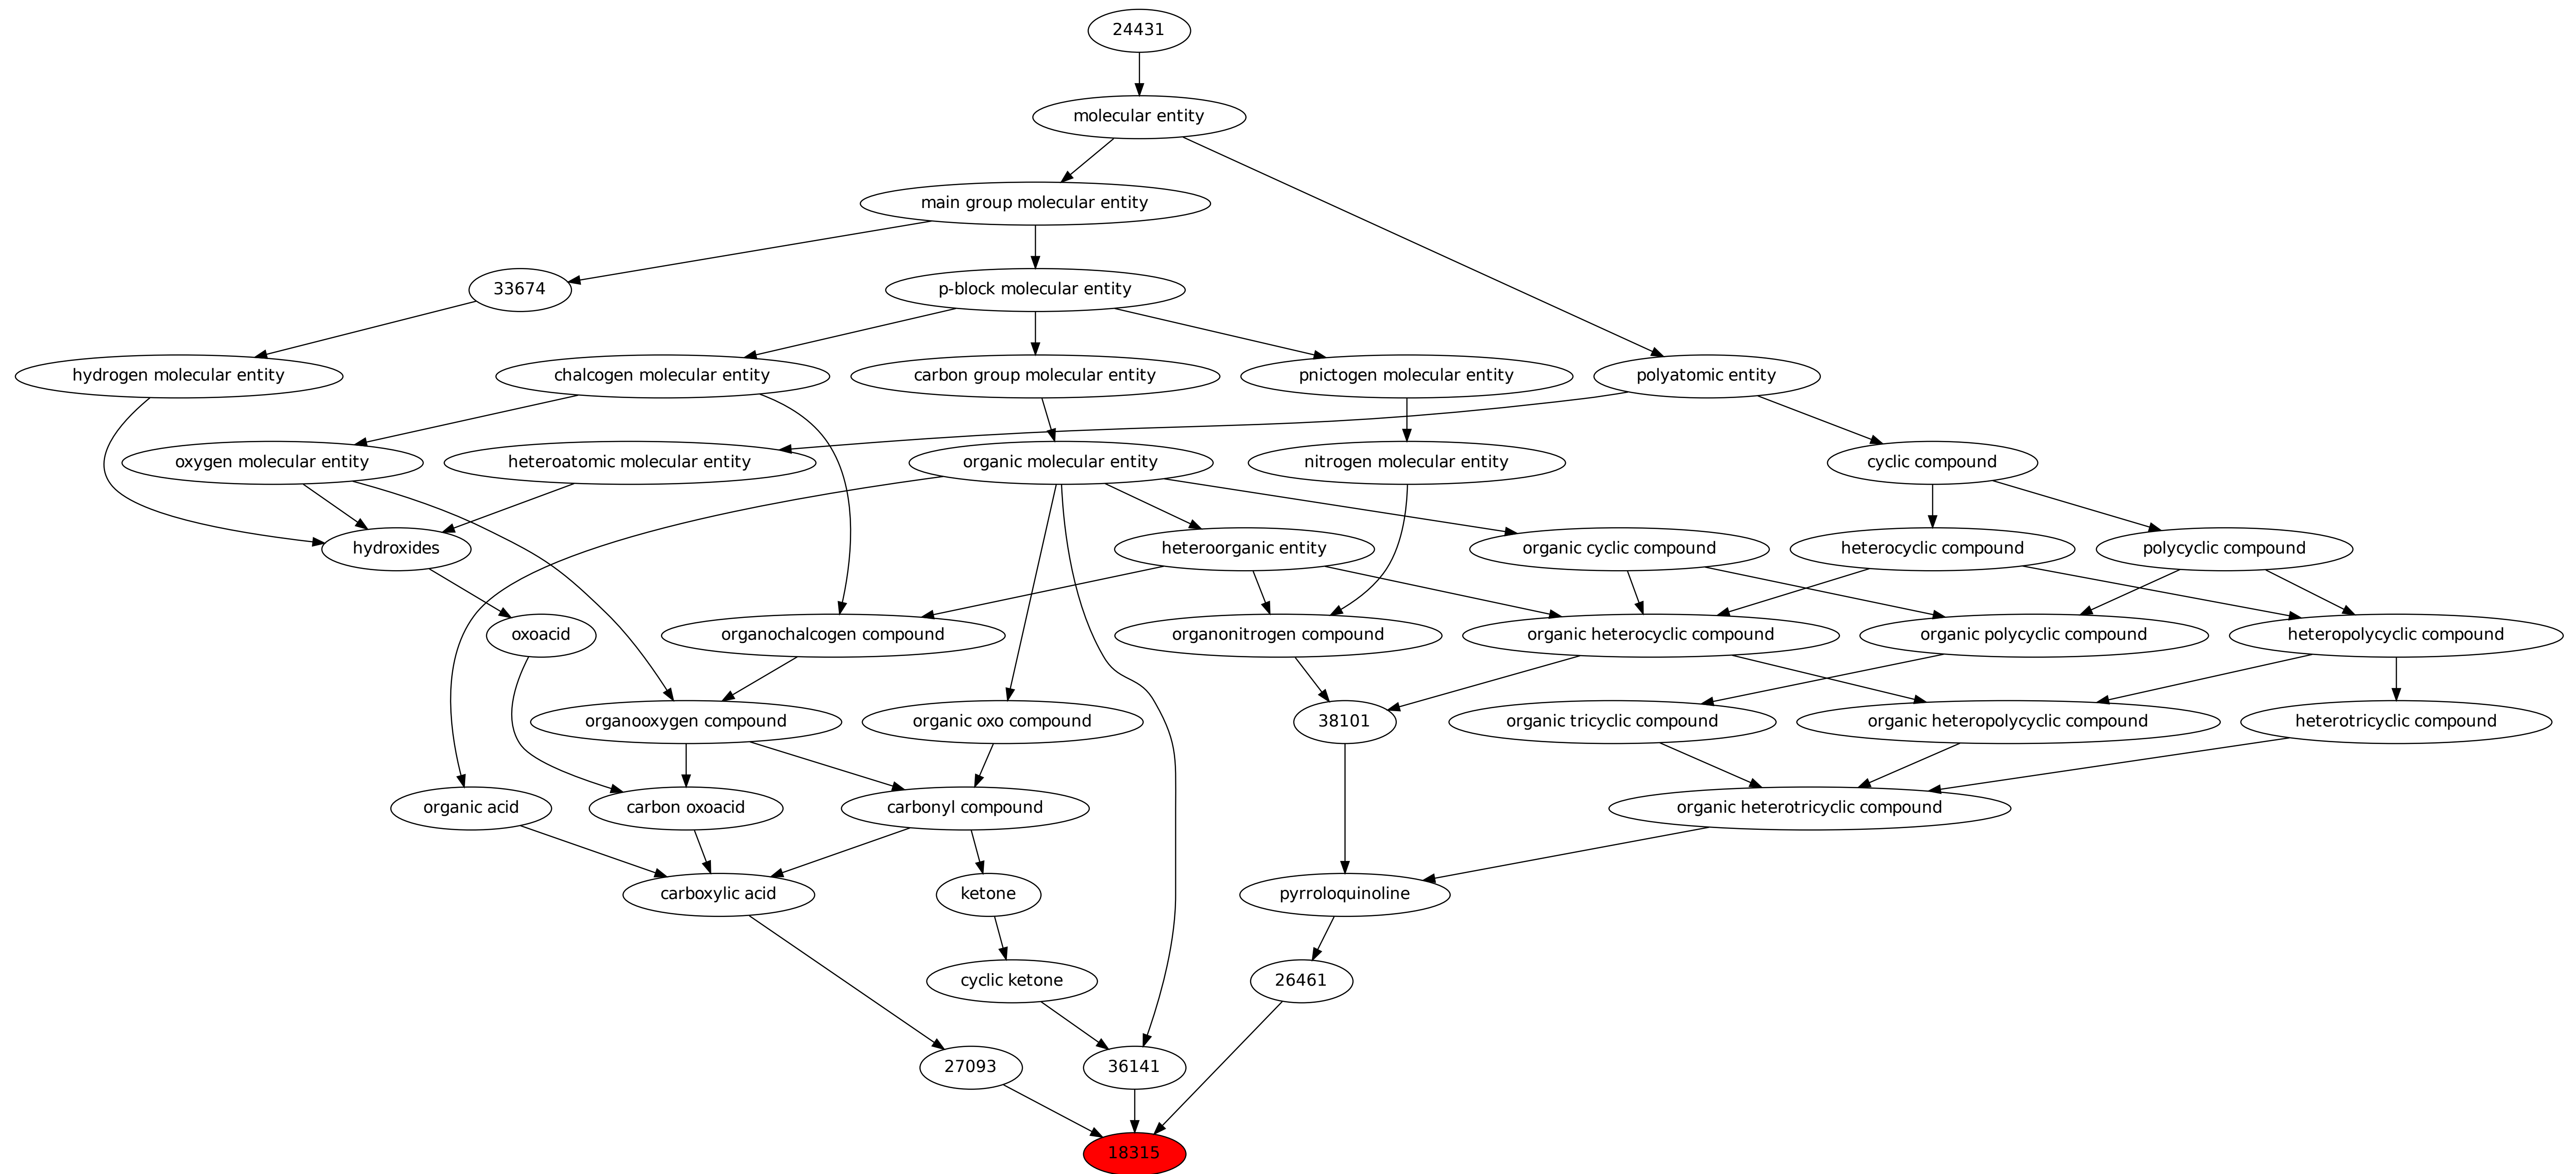 24431
molecular entity
main group molecular entity
33674
p-block molecular entity
hydrogen molecular entity
chalcogen molecular entity
carbon group molecular entity
pnictogen molecular entity
polyatomic entity
oxygen molecular entity
heteroatomic molecular entity
organic molecular entity
nitrogen molecular entity
cyclic compound
hydroxides
heteroorganic entity
organic cyclic compound
heterocyclic compound
polycyclic compound
oxoacid
organochalcogen compound
organonitrogen compound
organic heterocyclic compound
organic polycyclic compound
heteropolycyclic compound
organooxygen compound
organic oxo compound
38101
organic tricyclic compound
organic heteropolycyclic compound
heterotricyclic compound
organic acid
carbon oxoacid
carbonyl compound
organic heterotricyclic compound
carboxylic acid
ketone
pyrroloquinoline
cyclic ketone
26461
27093
36141
18315